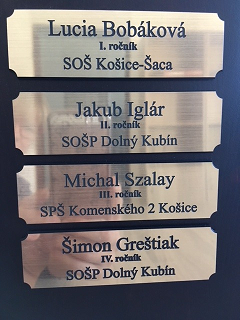 Lucia Bobáková
I. ročník
SOŠ Košice-Šaca
Jakub Iglár
II. ročník
SOŠP Dolný Kubín
Michal Szalay
III. ročník
SPŠ Komenského 2 Košice
Šimon Greštiak
IV. ročník
SOŠP Dolný Kubín